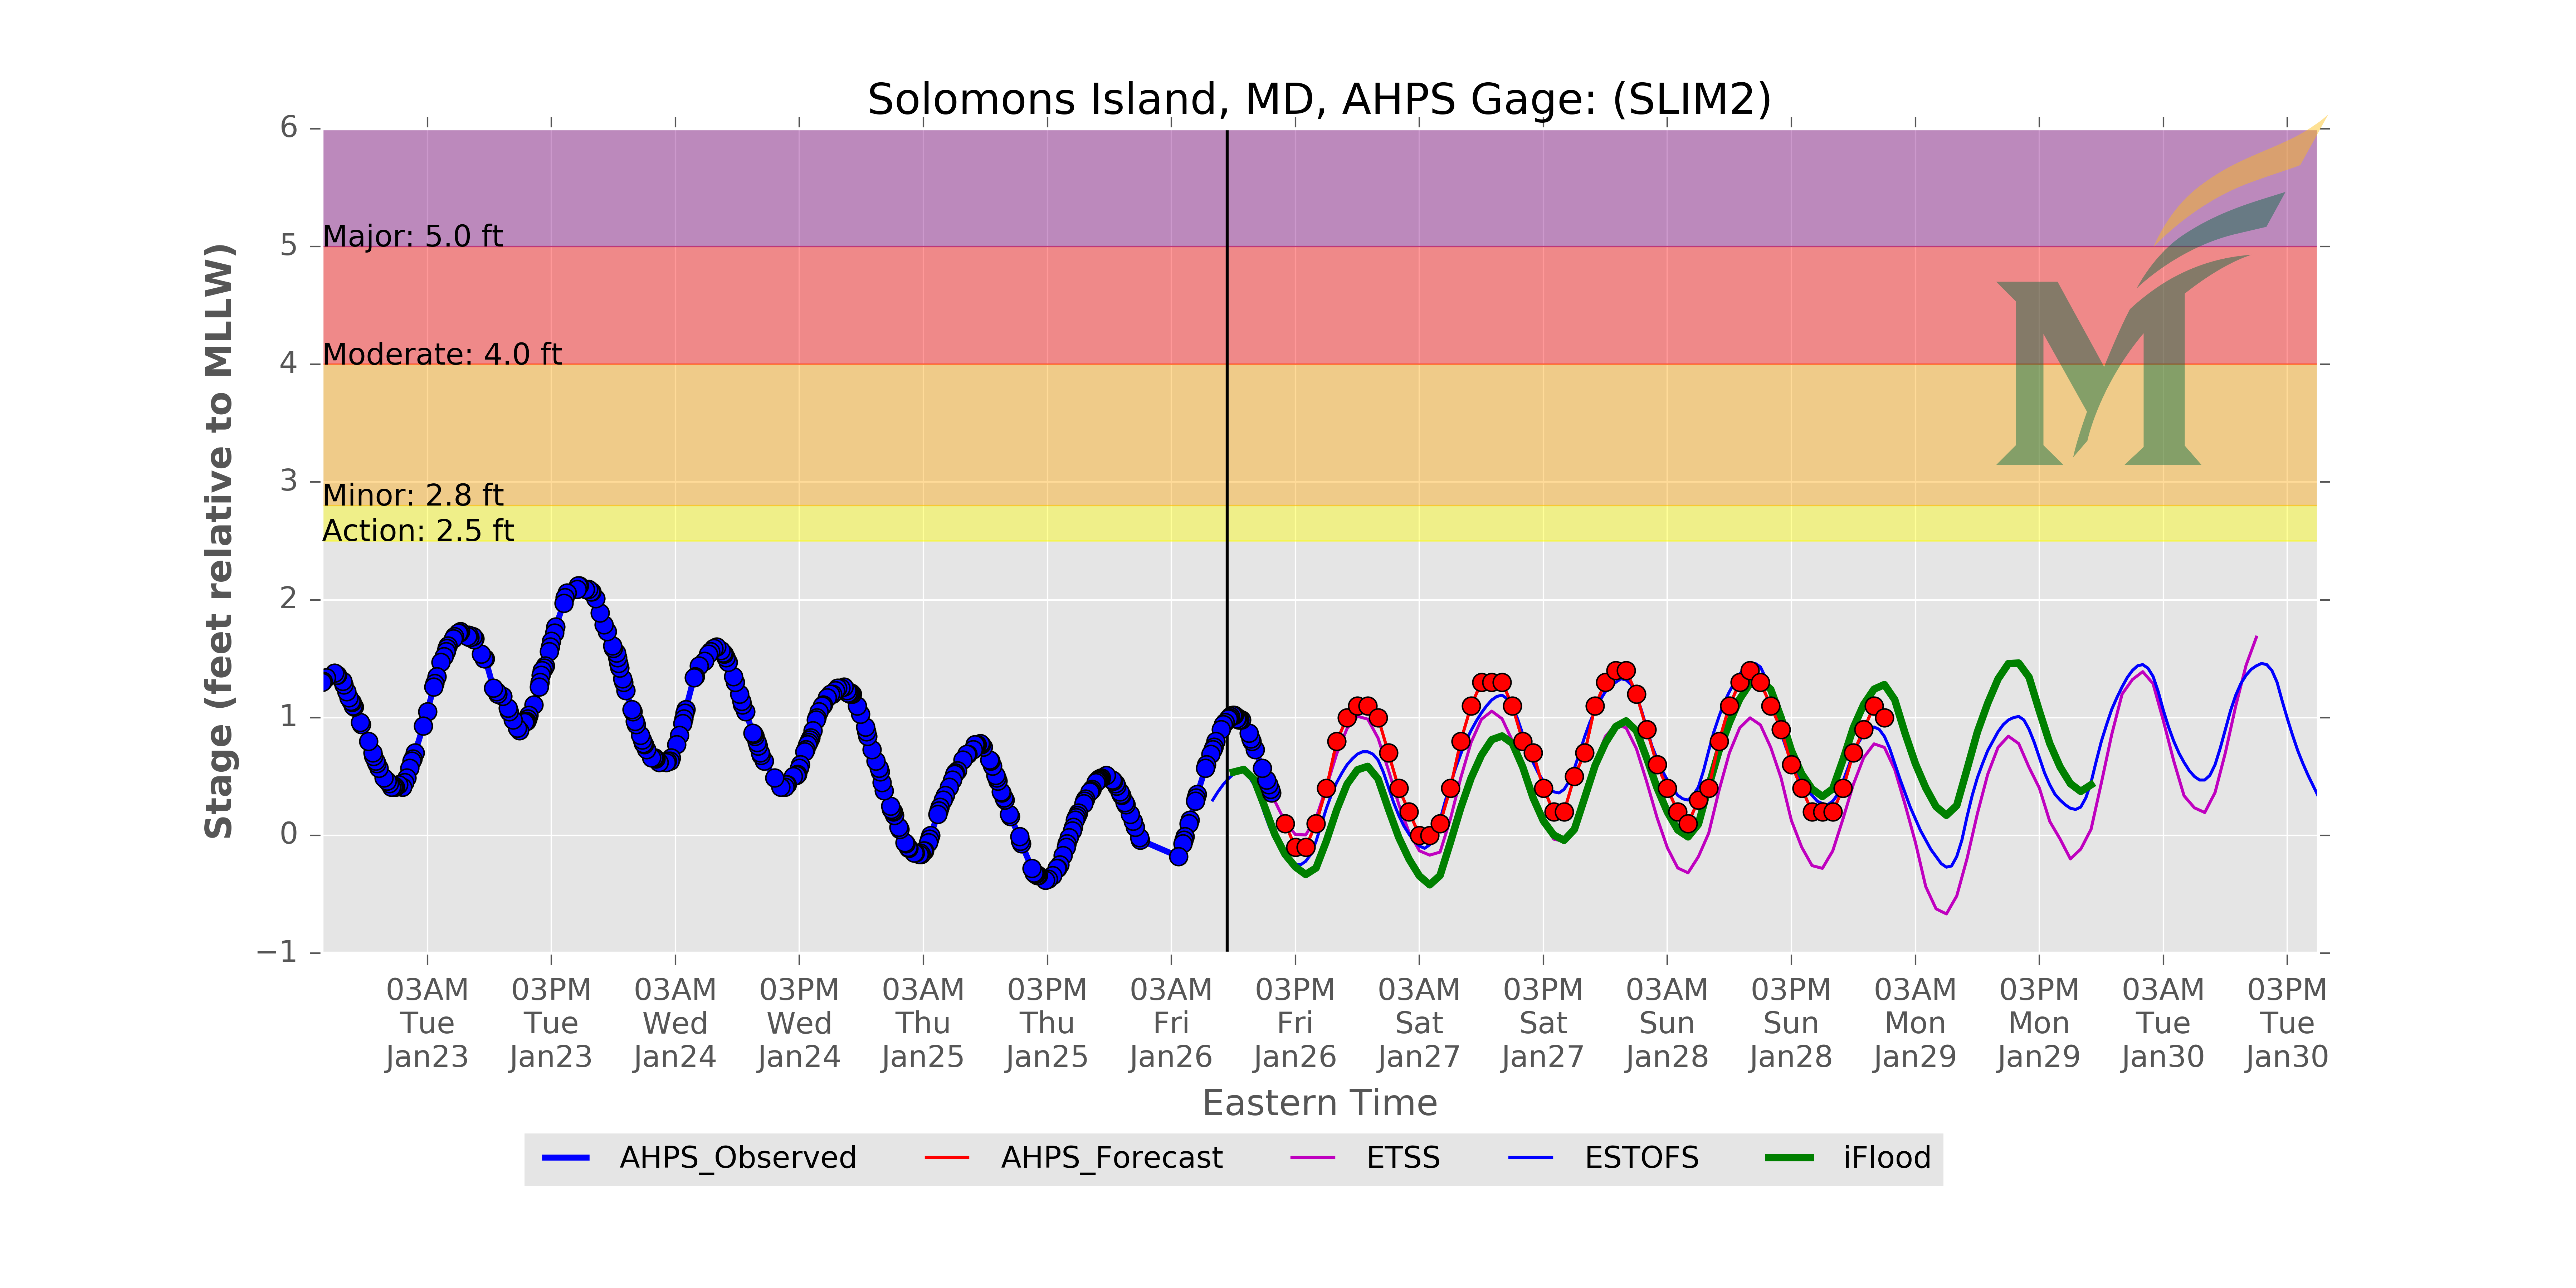 Solomons Island, MD, AHPS Gage: (SLIM2)
6
5
4
3
2
1
0
−1
Stage (feet relative to MLLW)
Major: 5.0 ft
Moderate: 4.0 ft
Minor: 2.8 ft
Action: 2.5 ft
M
03AM 03PM 03AM 03PM 03AM 03PM 03AM 03PM 03AM 03PM 03AM 03PM 03AM 03PM 03AM 03PM
Tue Tue Wed Wed Thu Thu Fri Fri Sat Sat Sun Sun Mon Mon Tue Tue
Jan23 Jan23 Jan24 Jan24 Jan25 Jan25 Jan26 Jan26 Jan27 Jan27 Jan28 Jan28 Jan29 Jan29 Jan30 Jan30
Eastern Time
AHPS_Observed AHPS_Forecast ETSS ESTOFS iFlood